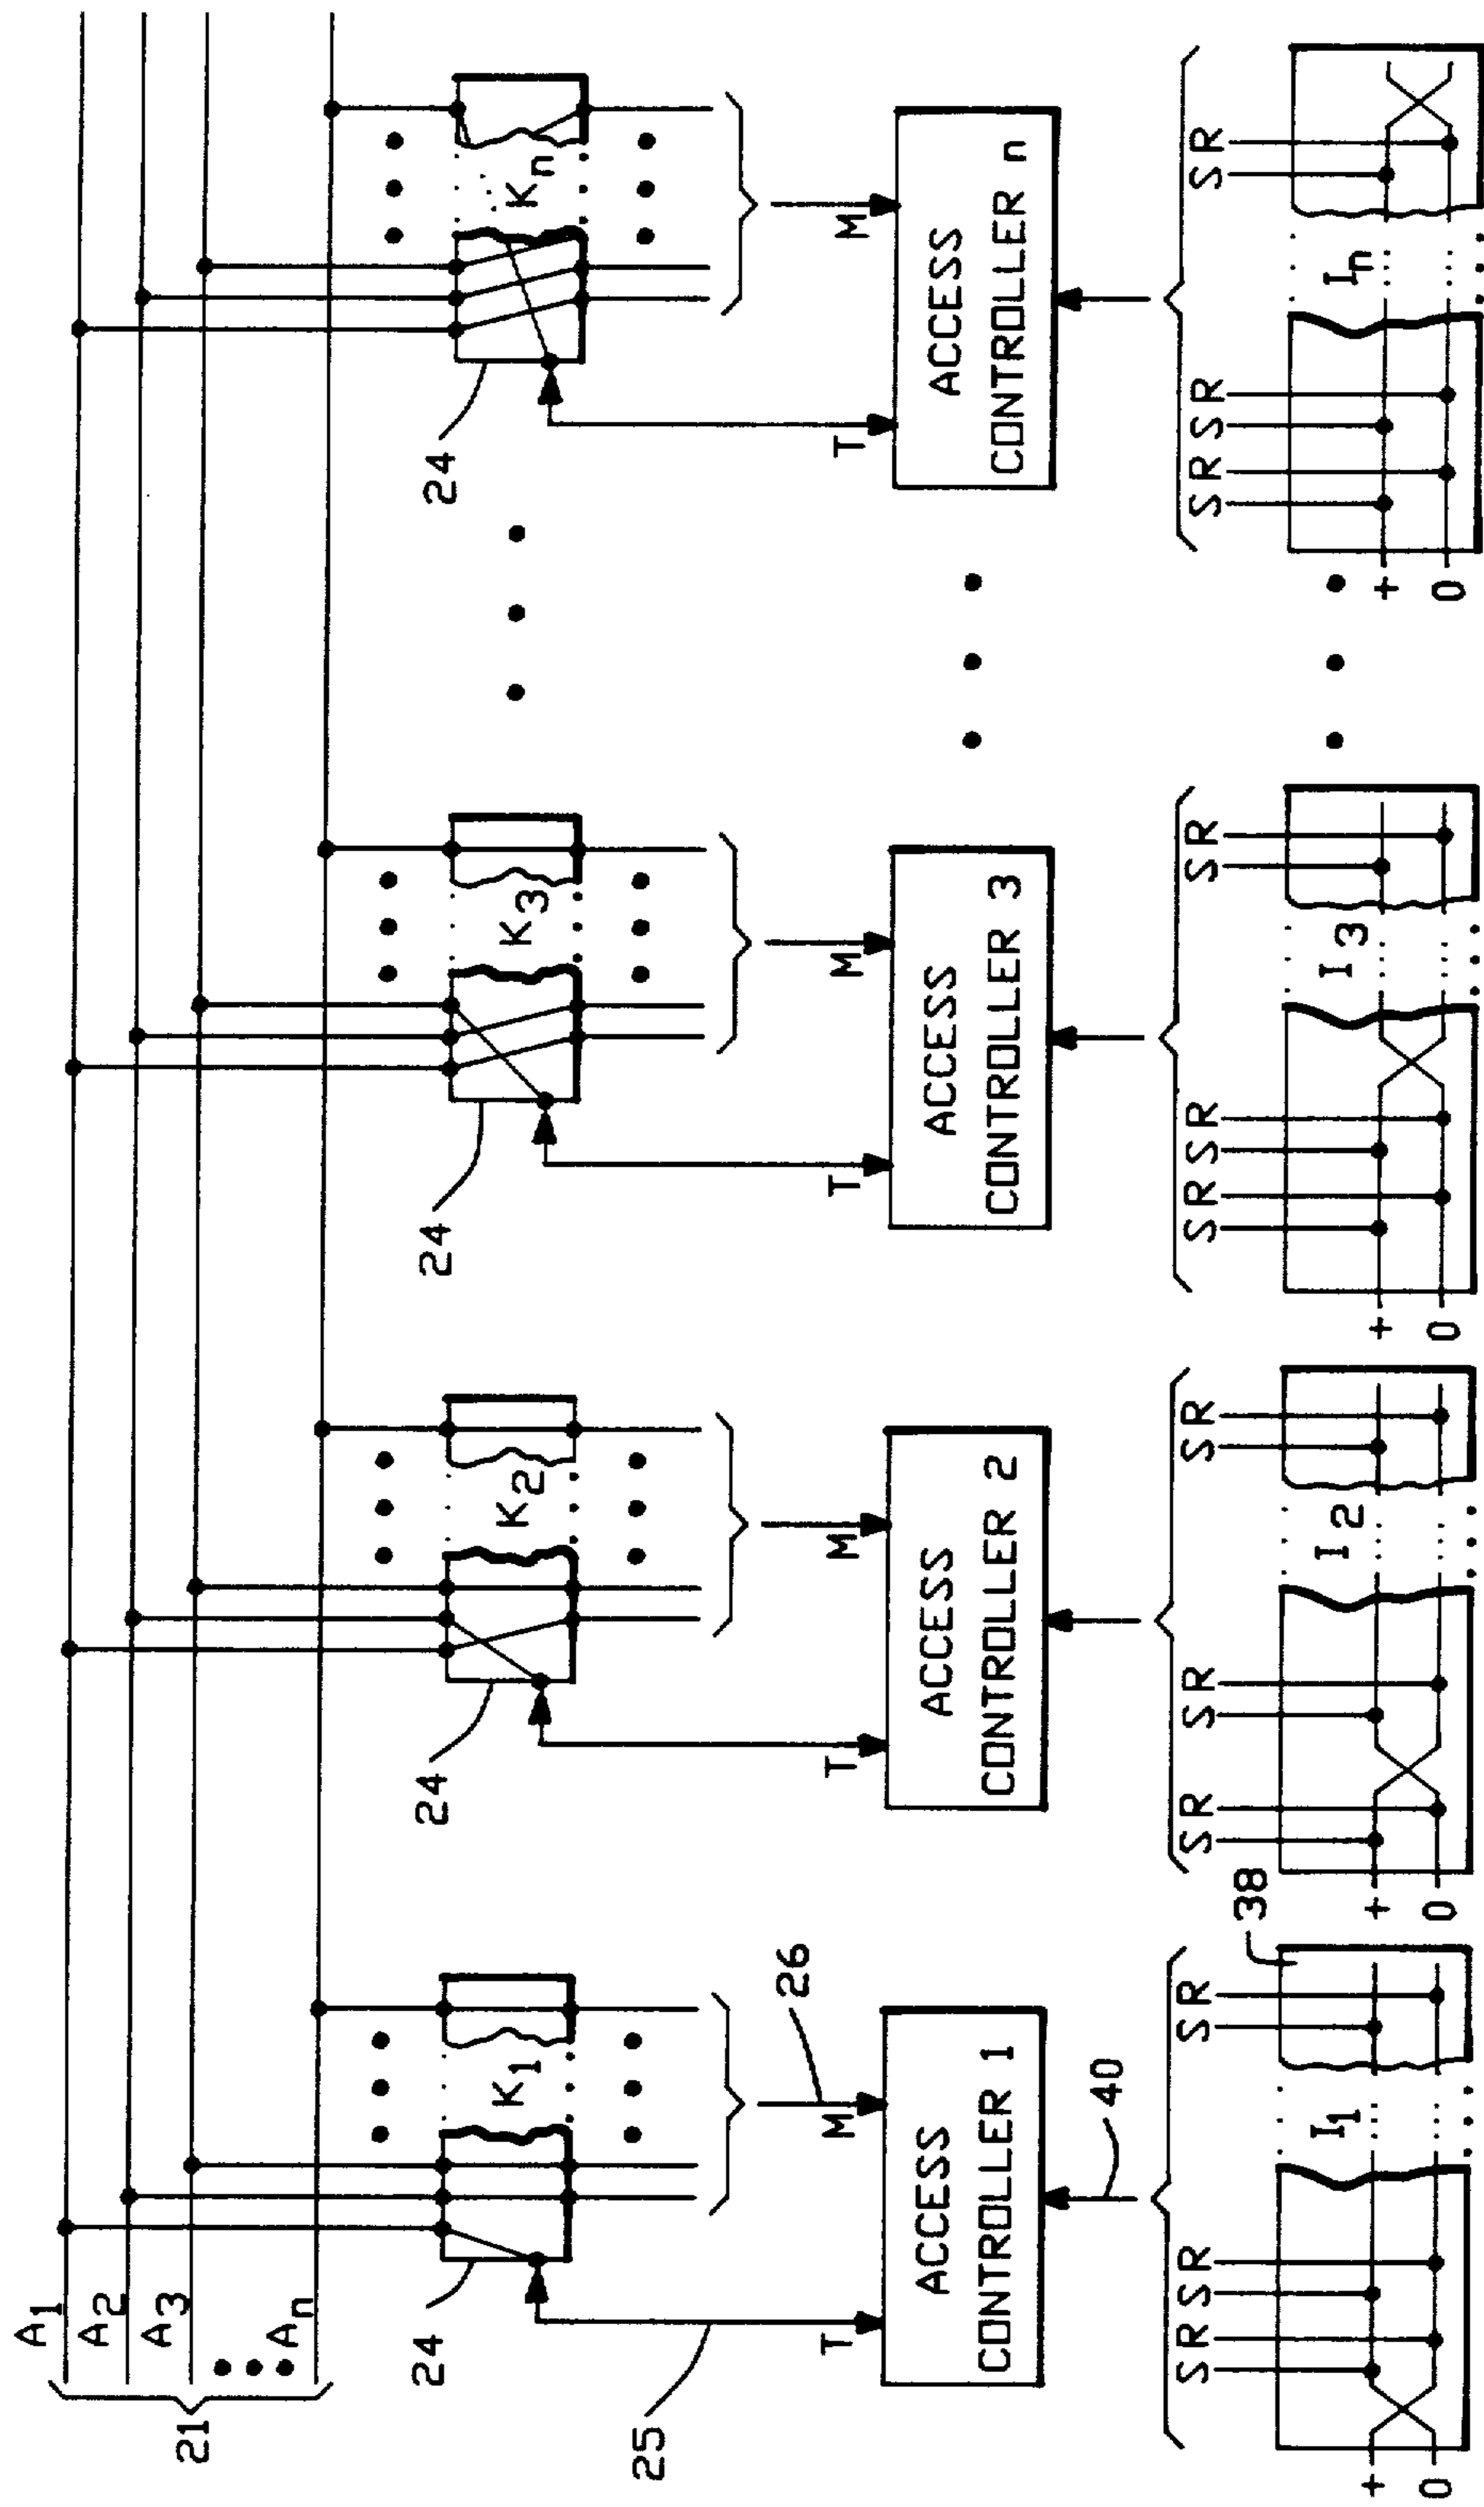 A1
A2
A3
An
21
24
24
24
24
K1
K2
K3
Kn
25
26
T
M
T
M
T
M
T
M
ACCESS
CONTROLLER 1
ACCESS
CONTROLLER 2
ACCESS
CONTROLLER 3
ACCESS
CONTROLLER n
40
38
S R S R
S R
S R
S R
S R
S R S R
S R
S R S R
S R
I1
I2
I3
In
+
0
+
0
+
0
+
0